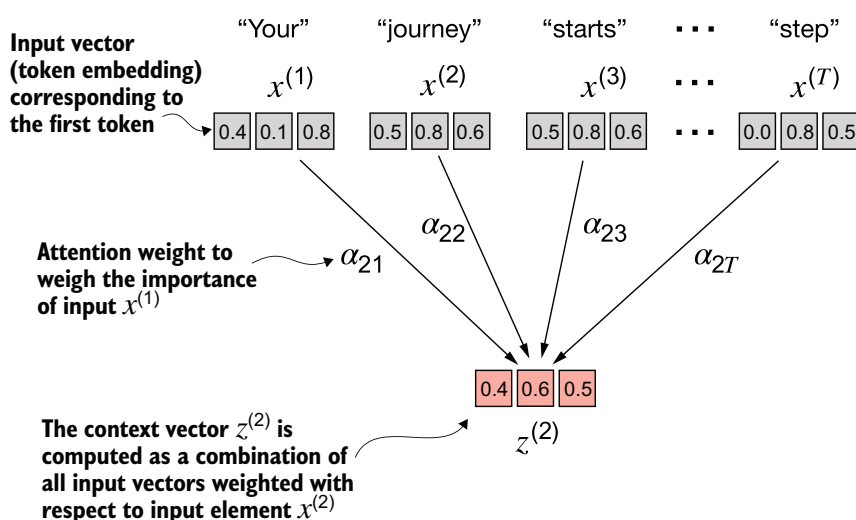 “Your” “journey” “starts” ... “step”
Input vector
(token embedding)
corresponding to
the first token
x(1) x(2) x(3) ... x(T)
0.4 0.1 0.8 0.5 0.8 0.6 0.5 0.8 0.6 ... 0.0 0.8 0.5
α21 α22 α23 α2T
Attention weight to
weigh the importance
of input x(1)
0.4 0.6 0.5
z(2)
The context vector z(2) is
computed as a combination of
all input vectors weighted with
respect to input element x(2)